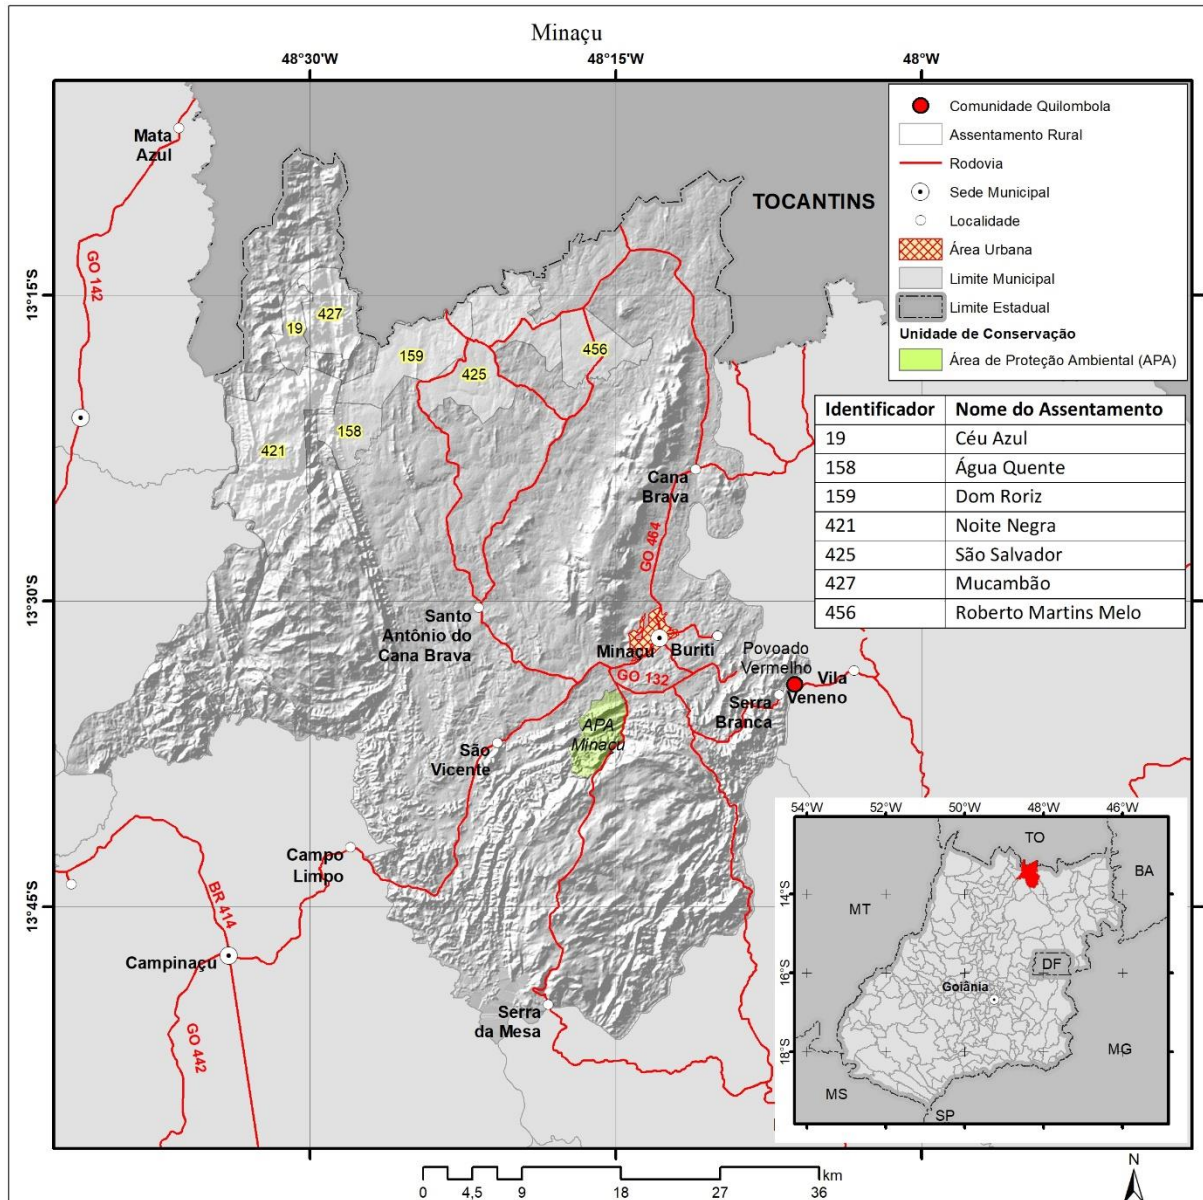 Minaçu
48°30'W
48°15'W
48°W
Comunidade Quilombola
Assentamento Rural
Rodovia
Sede Municipal
Localidade
Área Urbana
Limite Municipal
Limite Estadual
Unidade de Conservação
Área de Proteção Ambiental (APA)
Mata
Azul
TOCANTINS
GO 142
13°15'S
427
19
159
456
425
158
421
Identificador Nome do Assentamento
19 Céu Azul
158 Água Quente
159 Dom Roriz
421 Noite Negra
425 São Salvador
427 Mucambão
456 Roberto Martins Melo
Cana
Brava
GO 464
13°30'S
Santo
Antônio do
Cana Brava
Minaçu
Buriti
Povoado
Vermelho
GO 132
Vila
Veneno
Serra
Branca
APA
Minaçu
São
Vicente
Campo
Limpo
BR 414
13°45'S
Campinaçu
GO 442
Serra
da Mesa
54°W
52°W
50°W
48°W
46°W
TO
BA
14°S
MT
DF
16°S
Goiânia
18°S
MG
MS
SP
0 4,5 9 18 27 36
km
N